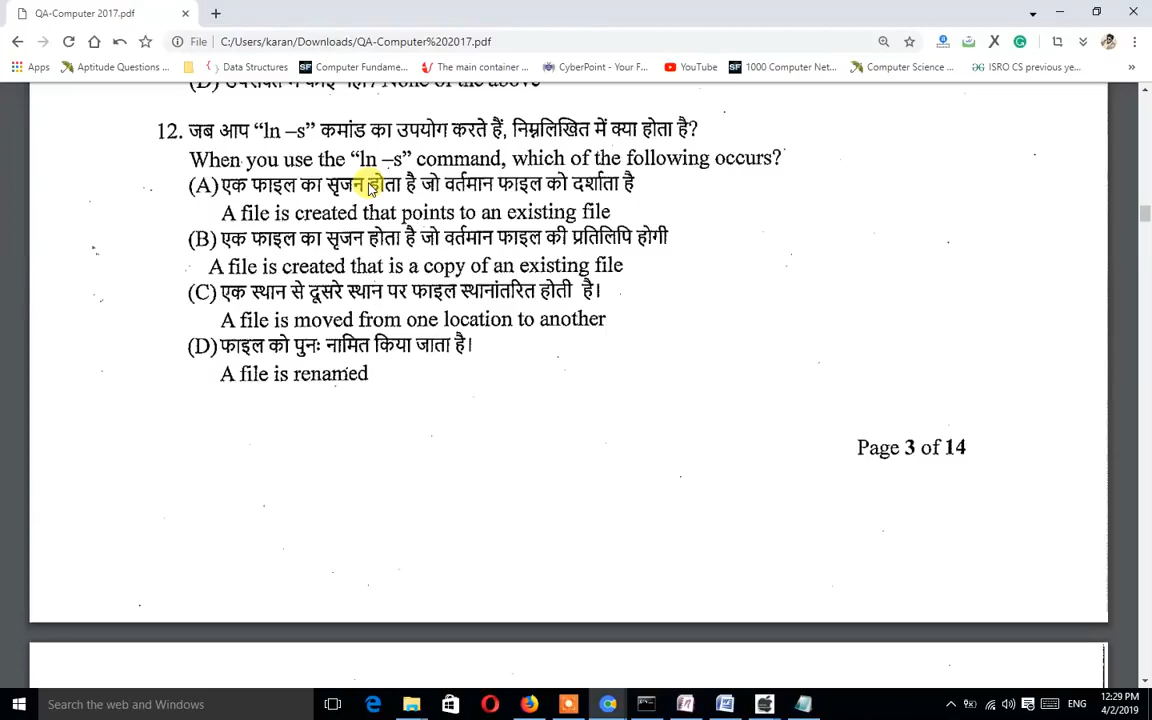 QA-Computer 2017.pdf
File | C:/Users/karan/Downloads/QA-Computer%202017.pdf
Apps Aptitude Questions ... Data Structures Computer Fundame... The main container ... CyberPoint - Your F... YouTube 1000 Computer Net... Computer Science ... ISRO CS previous ye... »
12. जब आप “ln –s” कमांड का उपयोग करते हैं, निम्नलिखित में क्या होता है?
When you use the “ln –s” command, which of the following occurs?
(A) एक फाइल का सृजन होता है जो वर्तमान फाइल को दर्शाता है
A file is created that points to an existing file
(B) एक फाइल का सृजन होता है जो वर्तमान फाइल की प्रतिलिपि होगी
A file is created that is a copy of an existing file
(C) एक स्थान से दूसरे स्थान पर फाइल स्थानांतरित होती है।
A file is moved from one location to another
(D) फाइल को पुनः नामित किया जाता है।
A file is renamed
Page 3 of 14
Search the web and Windows
ENG
12:29 PM
4/2/2019